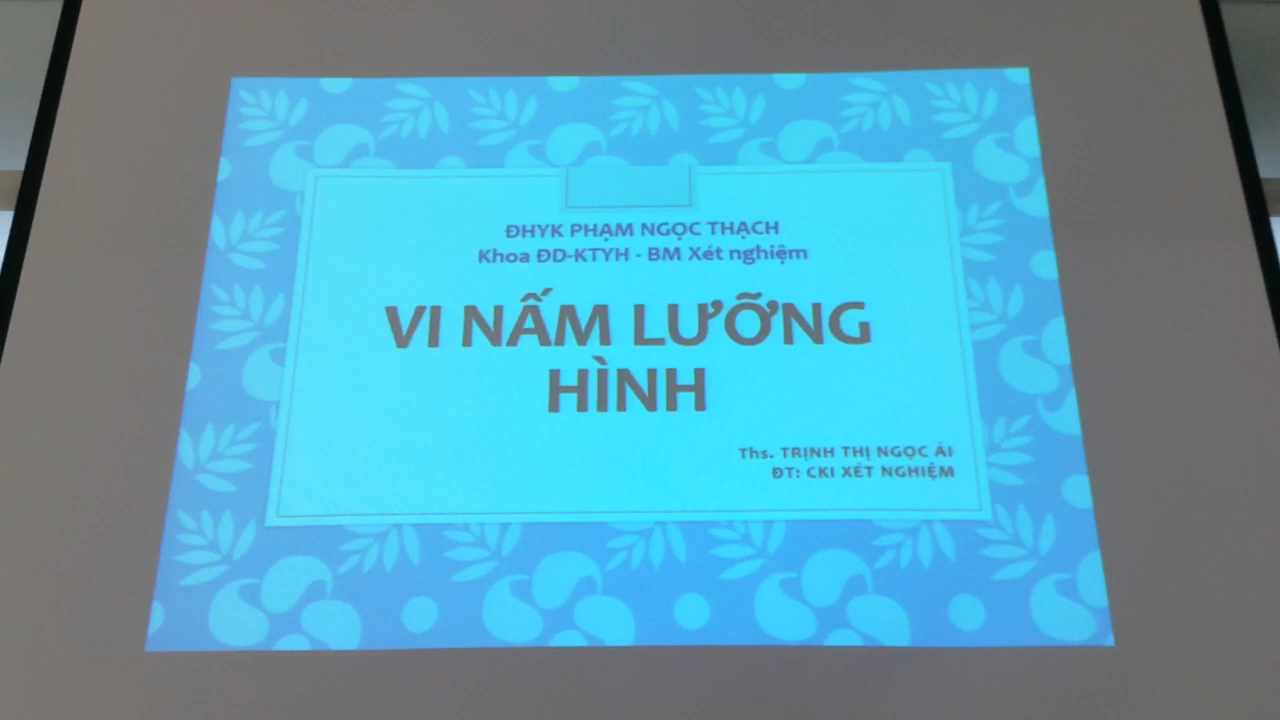 ĐHYK PHẠM NGỌC THẠCH
Khoa ĐD-KTYH - BM Xét nghiệm
VI NẤM LƯỠNG
HÌNH
Ths. TRỊNH THỊ NGỌC ÁI
ĐT: CKI XÉT NGHIỆM